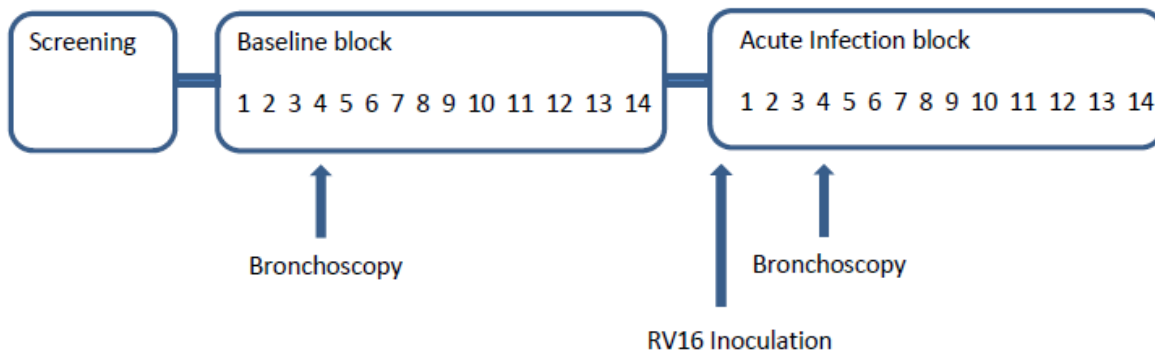 Screening
Baseline block
1 2 3 4 5 6 7 8 9 10 11 12 13 14
Acute Infection block
1 2 3 4 5 6 7 8 9 10 11 12 13 14
Bronchoscopy
Bronchoscopy
RV16 Inoculation